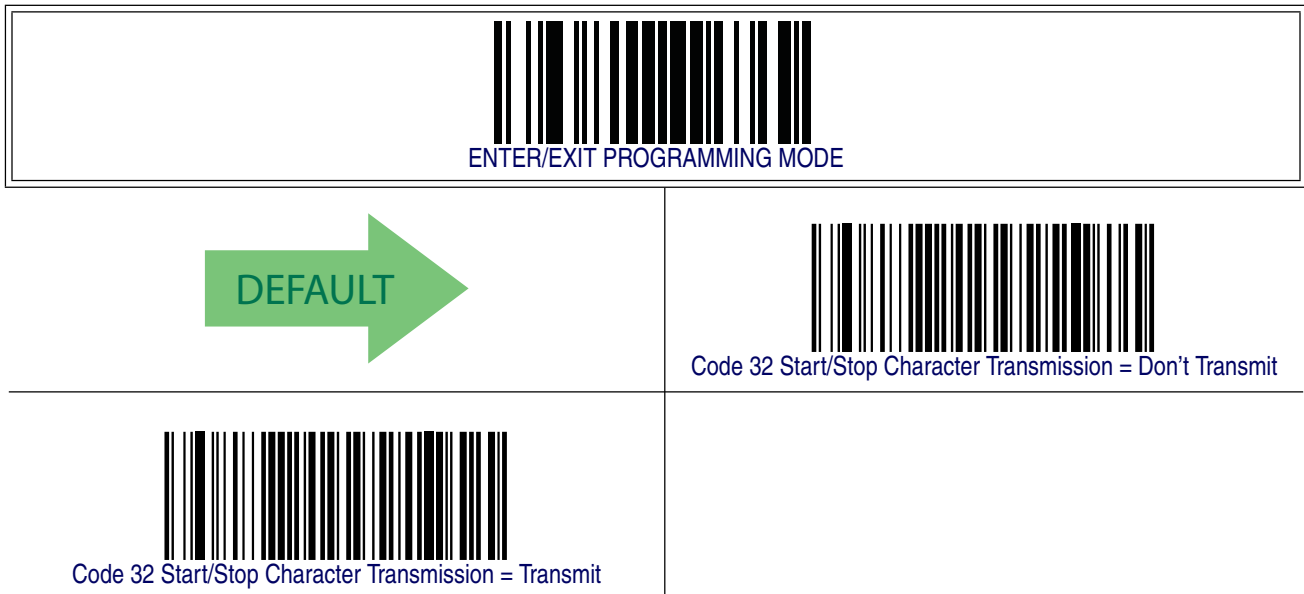 ENTER/EXIT PROGRAMMING MODE
DEFAULT
Code 32 Start/Stop Character Transmission = Don't Transmit
Code 32 Start/Stop Character Transmission = Transmit